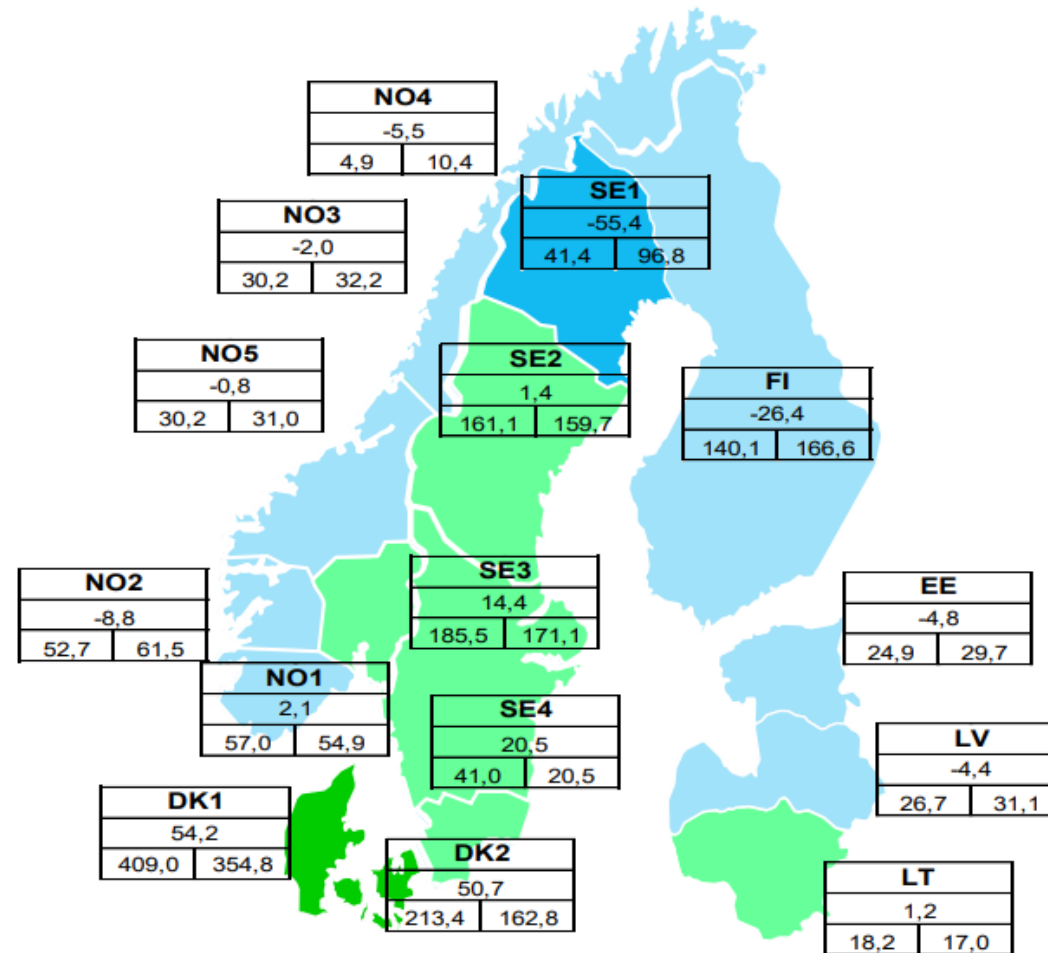 NO4
-5,5
4,9 10,4
SE1
-55,4
41,4 96,8
NO3
-2,0
30,2 32,2
NO5
-0,8
30,2 31,0
SE2
1,4
161,1 159,7
FI
-26,4
140,1 166,6
NO2
-8,8
52,7 61,5
SE3
14,4
185,5 171,1
EE
-4,8
24,9 29,7
NO1
2,1
57,0 54,9
SE4
20,5
41,0 20,5
LV
-4,4
26,7 31,1
DK1
54,2
409,0 354,8
DK2
50,7
213,4 162,8
LT
1,2
18,2 17,0